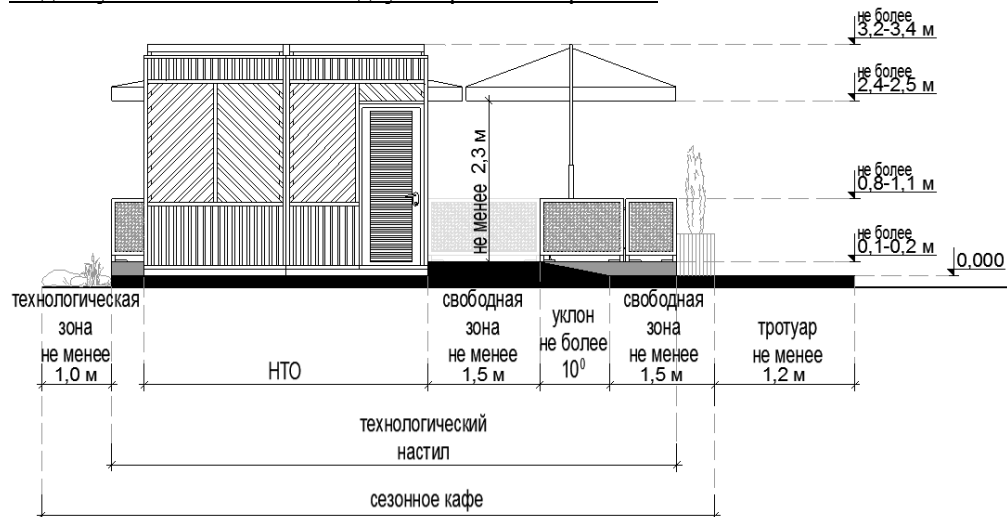 не более
3,2-3,4 м
не более
2,4-2,5 м
не менее 2,3 м
не более
0,8-1,1 м
не более
0,1-0,2 м
0,000
технологическая
зона
не менее
1,0 м
НТО
свободная
зона
не менее
1,5 м
уклон
не более
10⁰
свободная
зона
не менее
1,5 м
тротуар
не менее
1,2 м
технологический
настил
сезонное кафе